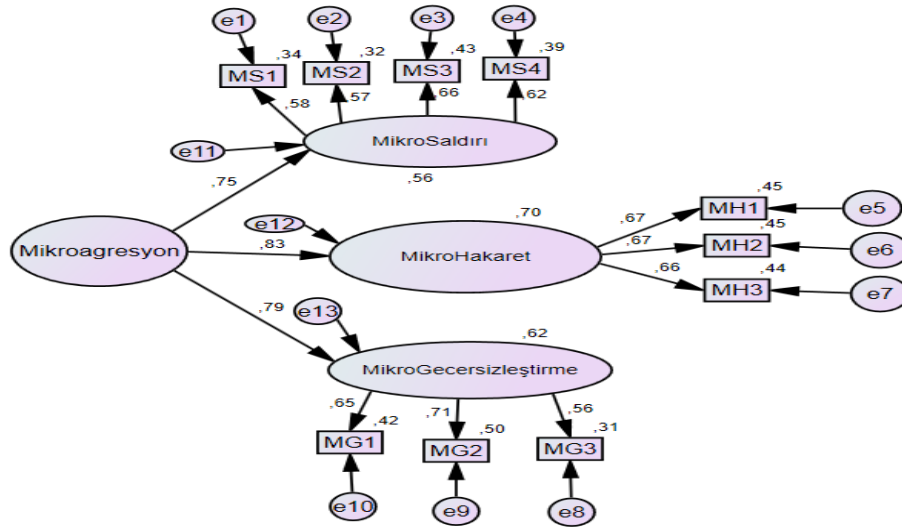 e1
e2
e3
e4
,34
,32
,43
,39
MS1
MS2
MS3
MS4
,58
,57
,66
,62
e11
MikroSaldırı
,75
,56
Mikroagresyon
e12
,83
,70
MikroHakaret
,67
,67
,66
,45
MH1
e5
,45
MH2
e6
,44
MH3
e7
,79
e13
,62
MikroGecersizleştirme
,65
,71
,56
,42
,50
,31
MG1
MG2
MG3
e10
e9
e8